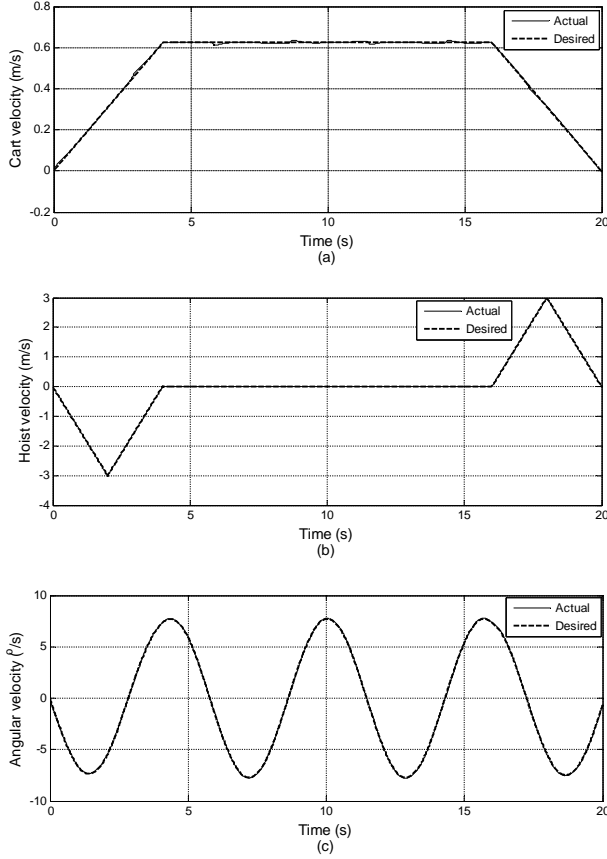 0.8
0.6
0.4
0.2
0
-0.2
Cart velocity (m/s)
Actual
Desired
0 5 10 15 20
Time (s)
(a)
3
2
1
0
-1
-2
-3
-4
Hoist velocity (m/s)
Actual
Desired
0 5 10 15 20
Time (s)
(b)
10
5
0
-5
-10
Angular velocity (°/s)
Actual
Desired
0 5 10 15 20
Time (s)
(c)